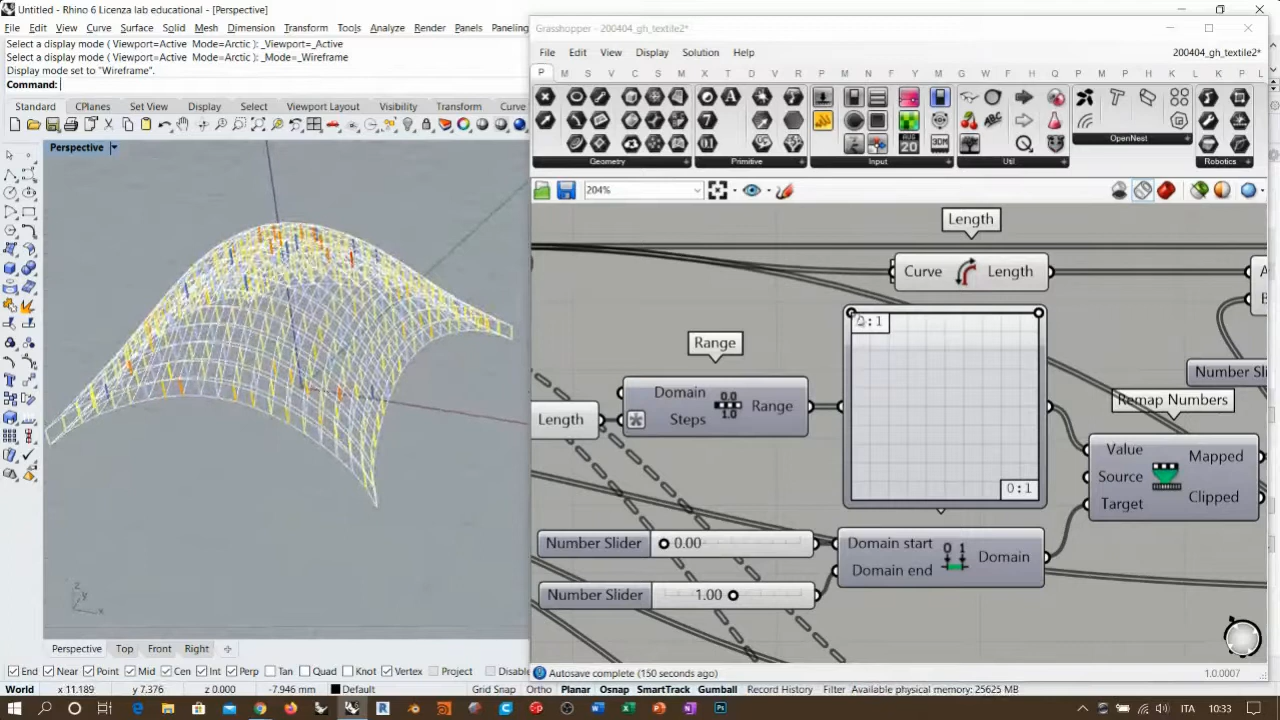 Untitled - Rhino 6 Licenza lab educational - [Perspective]
File Edit View Curve Surface Solid Mesh Dimension Transform Tools Analyze Render Panels Paneling
Select a display mode ( Viewport=Active Mode=Arctic ): _Viewport=_Active
Select a display mode ( Viewport=Active Mode=Arctic ): _Mode=_Wireframe
Display mode set to "Wireframe".
Command:
Standard CPlanes Set View Display Select Viewport Layout Visibility Transform Curve
Perspective
z
y
x
Perspective Top Front Right
End Near Point Mid Cen Int Perp Tan Quad Knot Vertex Project Disable
World x 11.189 y 7.376 z 0.000 -7.946 mm Default Grid Snap Ortho Planar Osnap SmartTrack Gumball Record History Filter Available physical memory: 25625 MB
Grasshopper - 200404_gh_textile2*
File Edit View Display Solution Help 200404_gh_textile2*
P M S V C S M I T D V R P M N F D U V Y M G W D H M K G T P M C H L K X L P L
Geometry Primitive Input Util OpenNest Robotics
204%
Length
Curve Length
0:1
Range
Domain
Steps
Range
Length
0:1
Number Sli
Remap Numbers
Value
Source
Target
Mapped
Clipped
Number Slider 0.00
Number Slider 1.00
Domain start
Domain end
Domain
Autosave complete (150 seconds ago) 1.0.0007
ITA 10:33